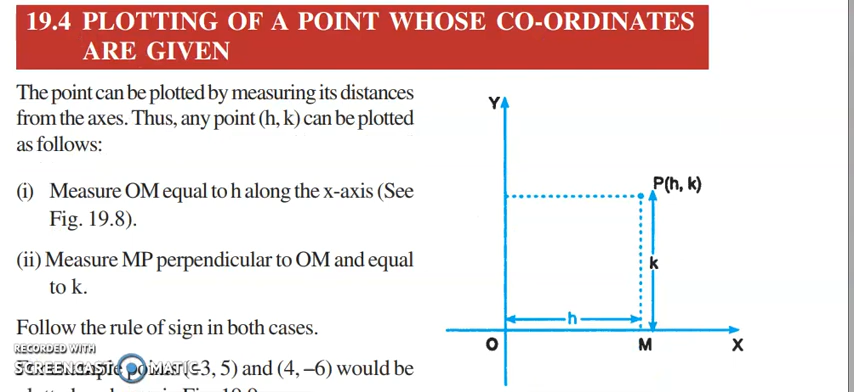 19.4 PLOTTING OF A POINT WHOSE CO-ORDINATES
ARE GIVEN
The point can be plotted by measuring its distances
from the axes. Thus, any point (h, k) can be plotted
as follows:
(i) Measure OM equal to h along the x-axis (See
Fig. 19.8).
(ii) Measure MP perpendicular to OM and equal
to k.
Follow the rule of sign in both cases.
points (–3, 5) and (4, –6) would be
RECORDED WITH
SCREENCAST MATIC
Y
P(h, k)
k
h
O
M
X